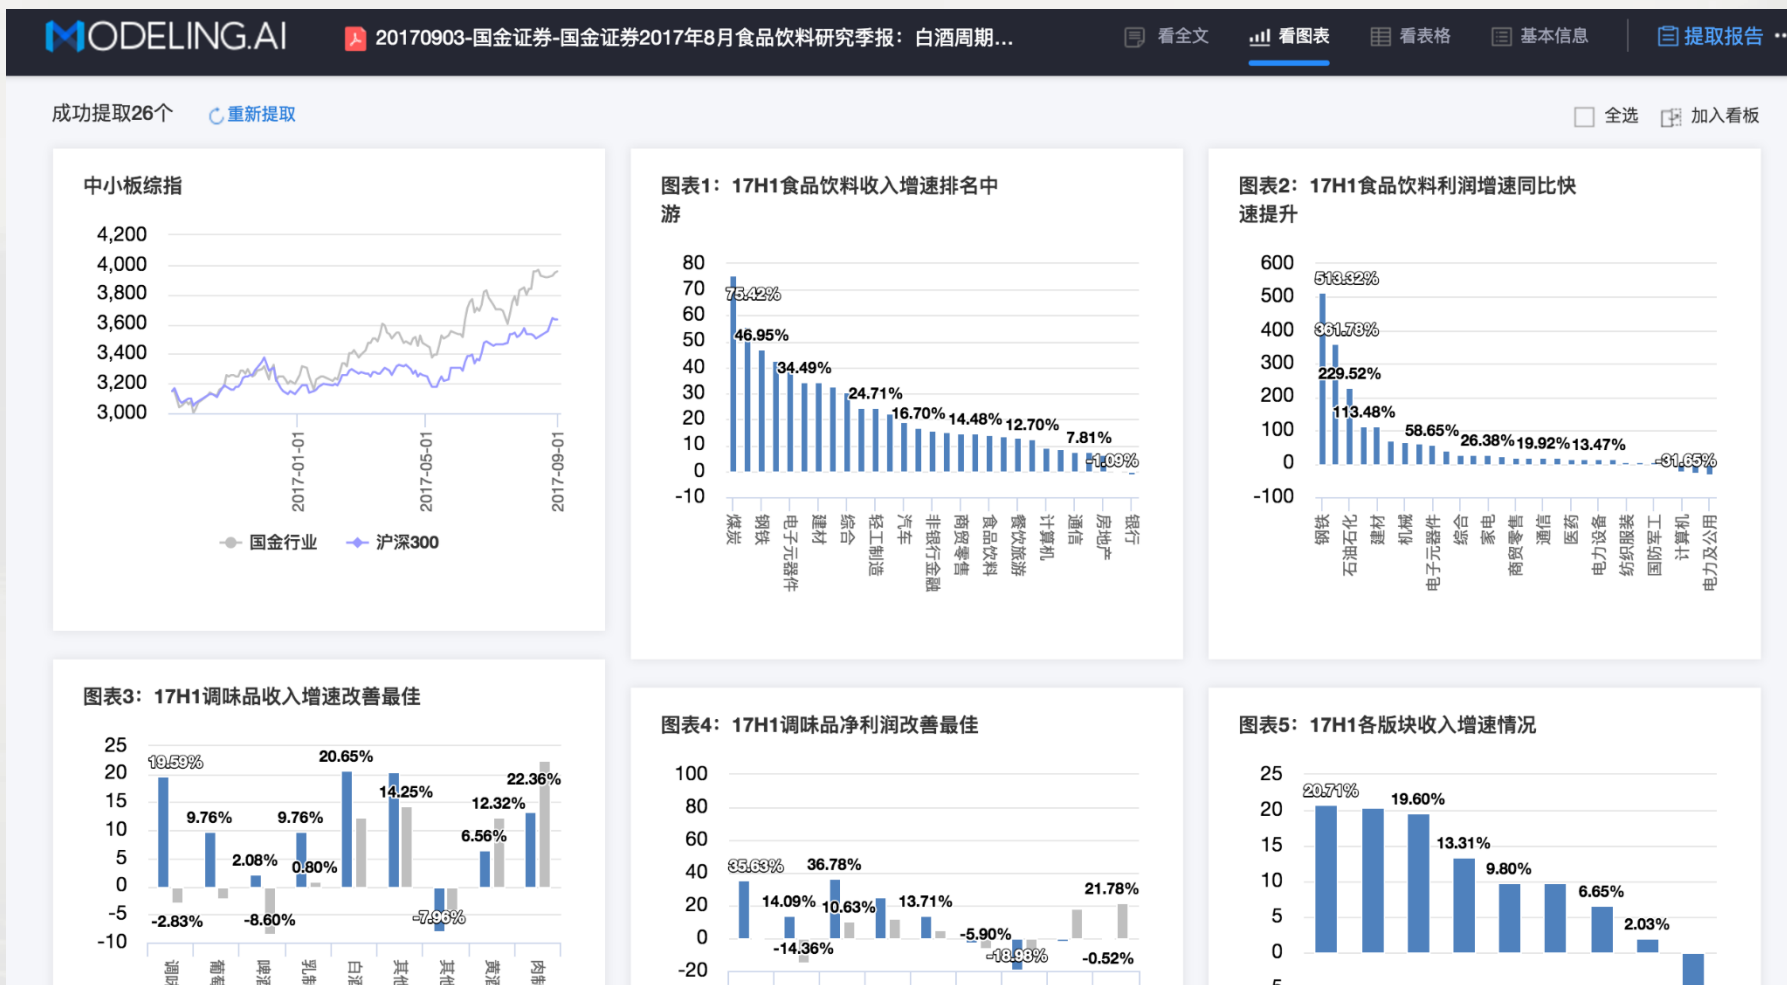 MODELING.AI
20170903-国金证券-国金证券2017年8月食品饮料研究季报：白酒周期...
看全文
看图表
看表格
基本信息
提取报告
成功提取26个
重新提取
全选
加入看板
中小板综指
4,200
4,000
3,800
3,600
3,400
3,200
3,000
2017-01-01
2017-05-01
2017-09-01
国金行业
沪深300
图表1：17H1食品饮料收入增速排名中
游
80
70
60
50
40
30
20
10
0
-10
75.42%
46.95%
34.49%
24.71%
16.70%
14.48%
12.70%
7.81%
-1.09%
煤炭
钢铁
电子元器件
建材
综合
轻工制造
汽车
非银行金融
商贸零售
食品饮料
餐饮旅游
计算机
通信
房地产
银行
图表2：17H1食品饮料利润增速同比快
速提升
600
500
400
300
200
100
0
-100
513.32%
361.78%
229.52%
113.48%
58.65%
26.38%
19.92%
13.47%
-31.65%
钢铁
石油石化
建材
机械
电子元器件
综合
家电
商贸零售
通信
医药
电力设备
纺织服装
国防军工
计算机
电力及公用
图表3：17H1调味品收入增速改善最佳
25
20
15
10
5
0
-5
-10
19.59%
-2.83%
9.76%
2.08%
-8.60%
9.76%
0.80%
20.65%
14.25%
-7.96%
6.56%
12.32%
22.36%
调味
葡萄
啤酒
乳制
白酒
其他
其他
黄酒
肉制
图表4：17H1调味品净利润改善最佳
100
80
60
40
20
0
-20
35.63%
14.09%
-14.36%
36.78%
10.63%
13.71%
-5.90%
-18.98%
21.78%
-0.52%
图表5：17H1各版块收入增速情况
25
20
15
10
5
0
20.71%
19.60%
13.31%
9.80%
6.65%
2.03%